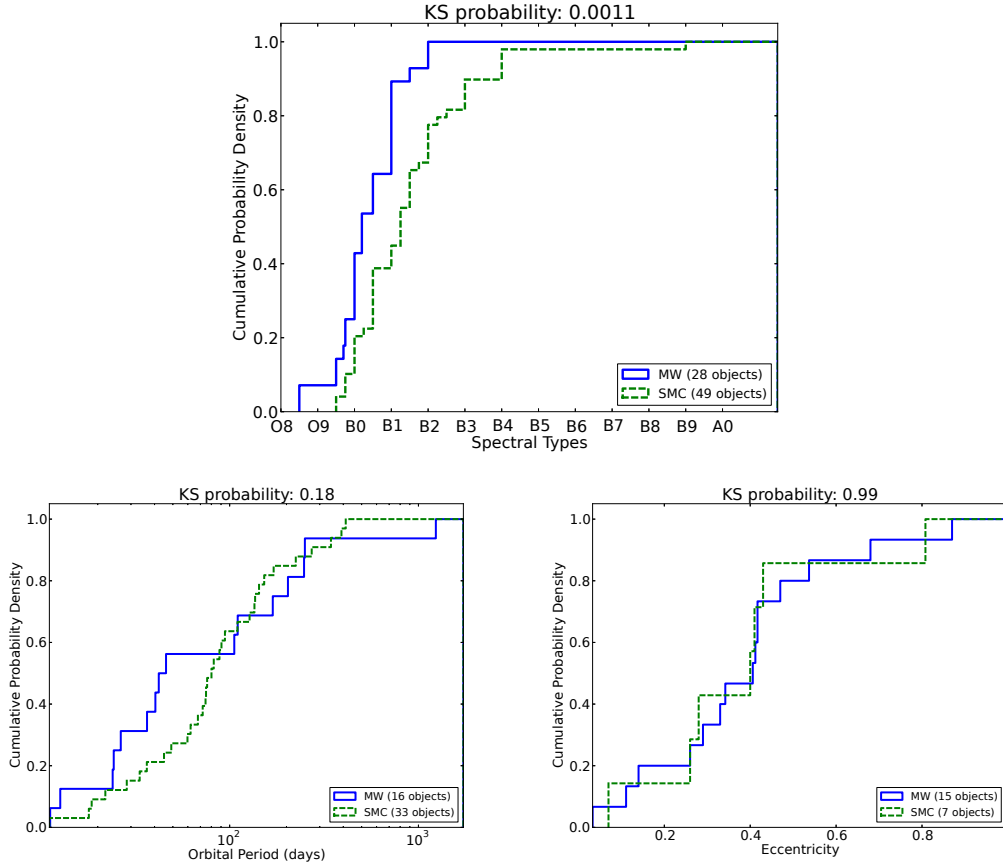 KS probability: 0.0011
1.0
0.8
0.6
0.4
0.2
0.0
Cumulative Probability Density
MW (28 objects)
SMC (49 objects)
O8 O9 B0 B1 B2 B3 B4 B5 B6 B7 B8 B9 A0
Spectral Types
KS probability: 0.18
1.0
0.8
0.6
0.4
0.2
0.0
Cumulative Probability Density
MW (16 objects)
SMC (33 objects)
10² 10³
Orbital Period (days)
KS probability: 0.99
1.0
0.8
0.6
0.4
0.2
0.0
Cumulative Probability Density
MW (15 objects)
SMC (7 objects)
0.2 0.4 0.6 0.8
Eccentricity